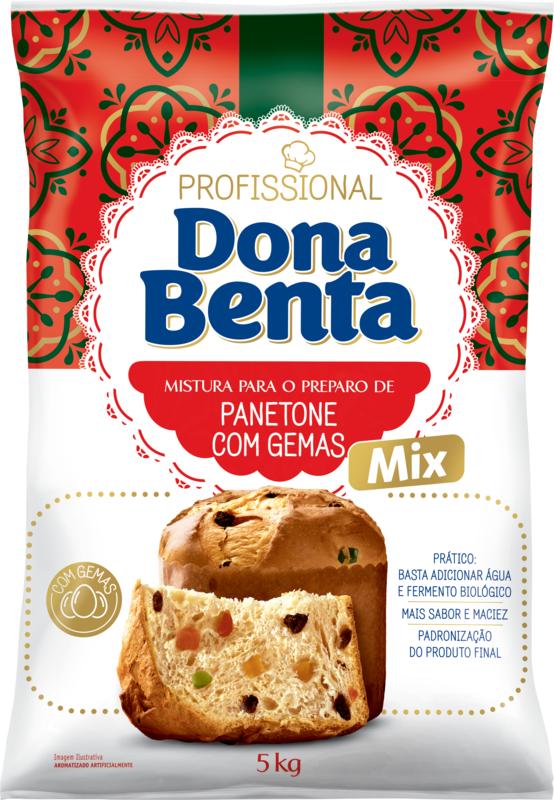 PROFISSIONAL
Dona
Benta
MISTURA PARA O PREPARO DE
PANETONE
COM GEMAS
Mix
COM GEMAS
PRÁTICO:
BASTA ADICIONAR ÁGUA
E FERMENTO BIOLÓGICO
MAIS SABOR E MACIEZ
PADRONIZAÇÃO
DO PRODUTO FINAL
Imagem Ilustrativa
AROMATIZADO ARTIFICIALMENTE
5 kg